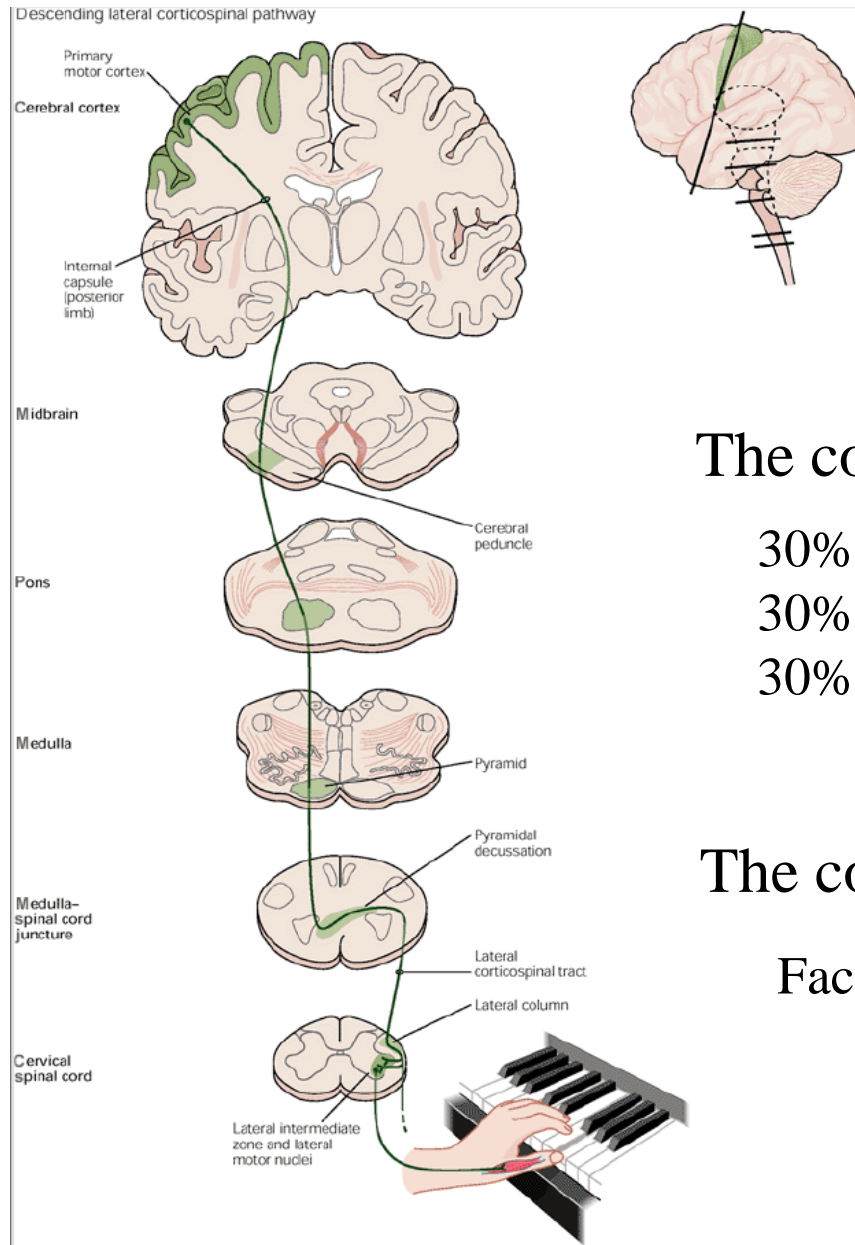 Descending lateral corticospinal pathway
Primary
motor cortex
Cerebral cortex
Internal
capsule
(posterior
limb)
Midbrain
Cerebral
peduncle
Pons
Medulla
Pyramid
Pyramidal
decussation
Medulla–
spinal cord
juncture
Lateral
corticospinal tract
Lateral column
Cervical
spinal cord
Lateral intermediate
zone and lateral
motor nuclei
The co
30%
30%
30%
The co
Fac